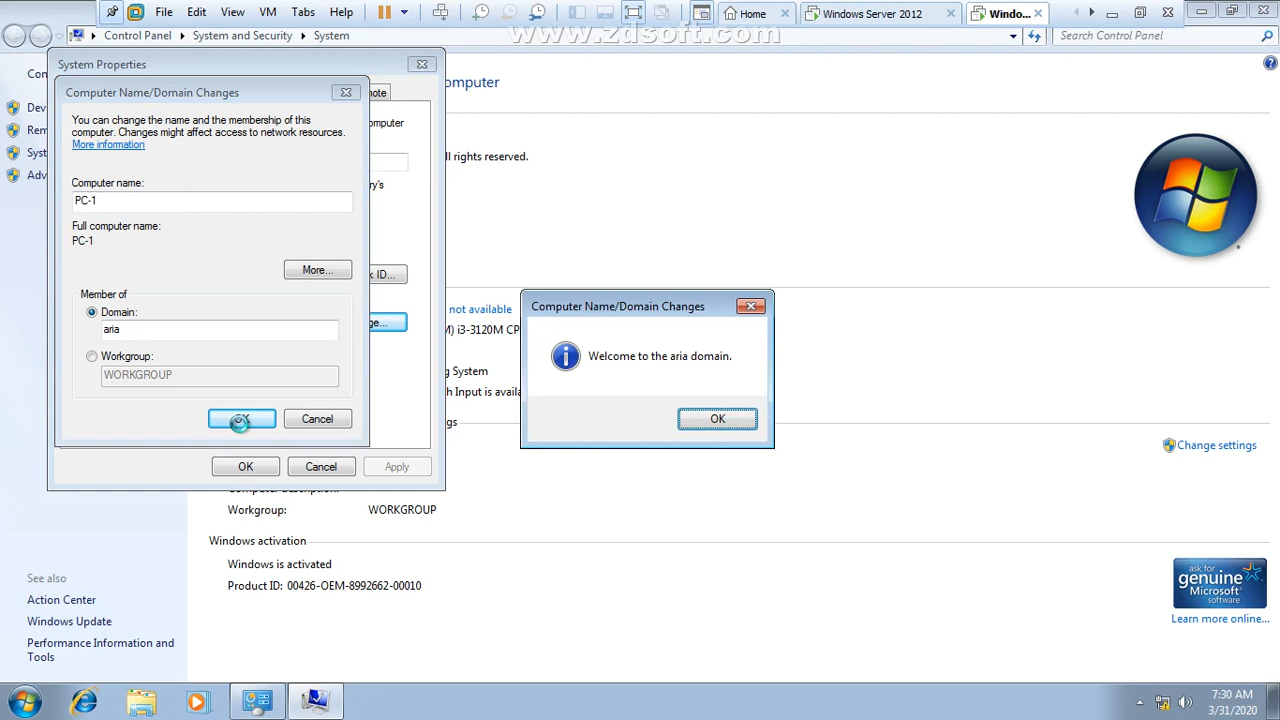 File Edit View VM Tabs Help
Home
Windows Server 2012
Windo...
www.zdsoft.com
Control Panel
System and Security
System
Search Control Panel
System Properties
Computer Name/Domain Changes
You can change the name and the membership of this
computer. Changes might affect access to network resources.
More information
Computer name:
PC-1
Full computer name:
PC-1
More...
Member of
Domain:
aria
Workgroup:
WORKGROUP
Cancel
OK
Cancel
Apply
Computer Name/Domain Changes
Welcome to the aria domain.
OK
ll rights reserved.
not available
i3-3120M CP
System
Change settings
Workgroup: WORKGROUP
Windows activation
Windows is activated
Product ID: 00426-OEM-8992662-00010
See also
Action Center
Windows Update
Performance Information and
Tools
ask for
genuine
Microsoft
software
Learn more online...
7:30 AM
3/31/2020